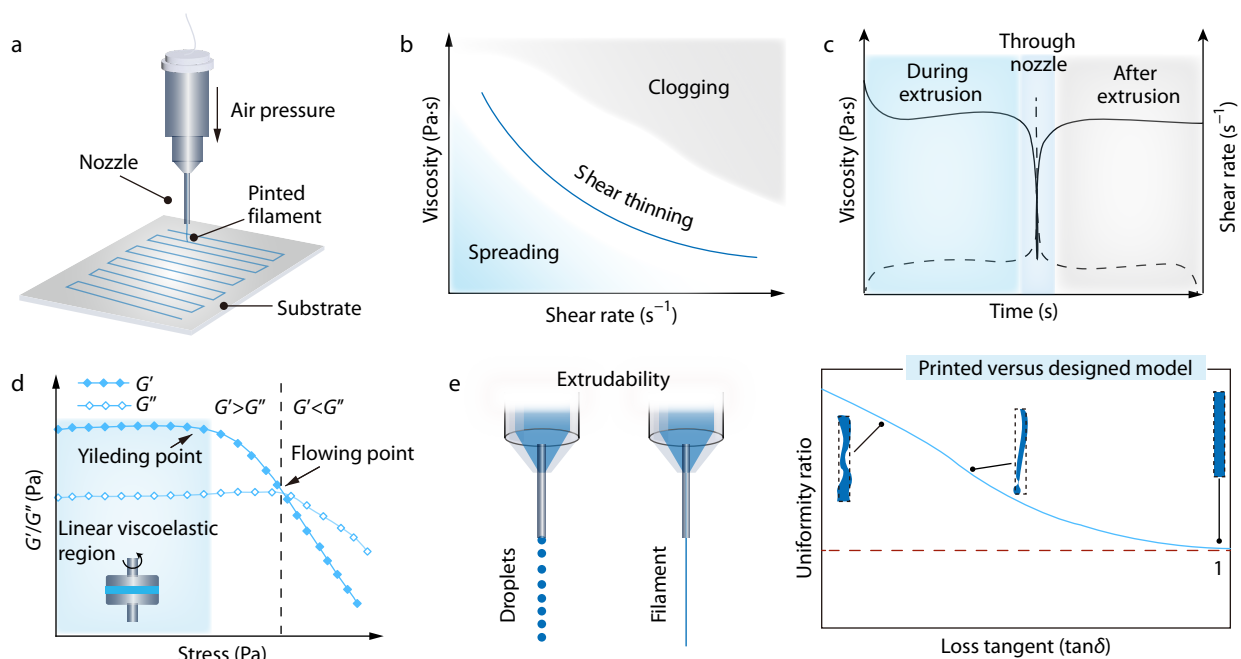 a
Air pressure
Nozzle
Pinted
filament
Substrate
b
Viscosity (Pa·s)
Clogging
Shear thinning
Spreading
Shear rate (s⁻¹)
c
Through
nozzle
During
extrusion
After
extrusion
Viscosity (Pa·s)
Shear rate (s⁻¹)
Time (s)
d
G′
G″
G′>G″
G′<G″
Yileding point
Flowing point
G′/G″ (Pa)
Linear viscoelastic
region
Stress (Pa)
e
Extrudability
Droplets
Filament
Printed versus designed model
Uniformity ratio
1
Loss tangent (tanδ)